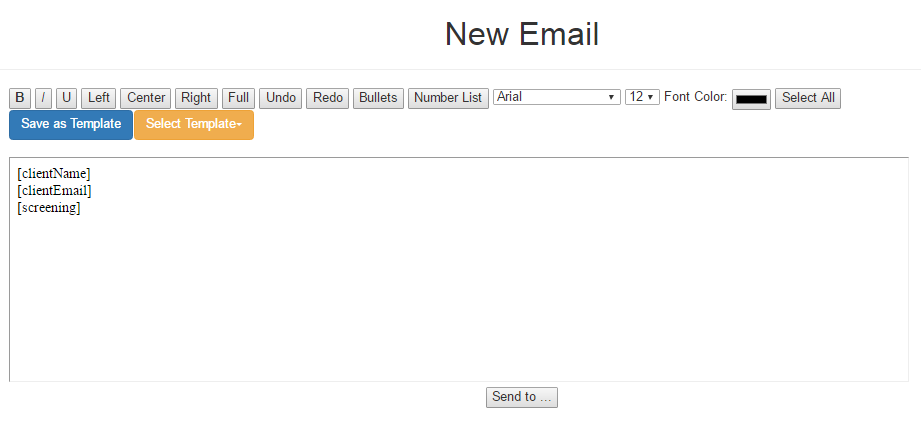 New Email
B I U Left Center Right Full Undo Redo Bullets Number List Arial 12 Font Color: Select All
Save as Template Select Template
[clientName]
[clientEmail]
[screening]
Send to ...